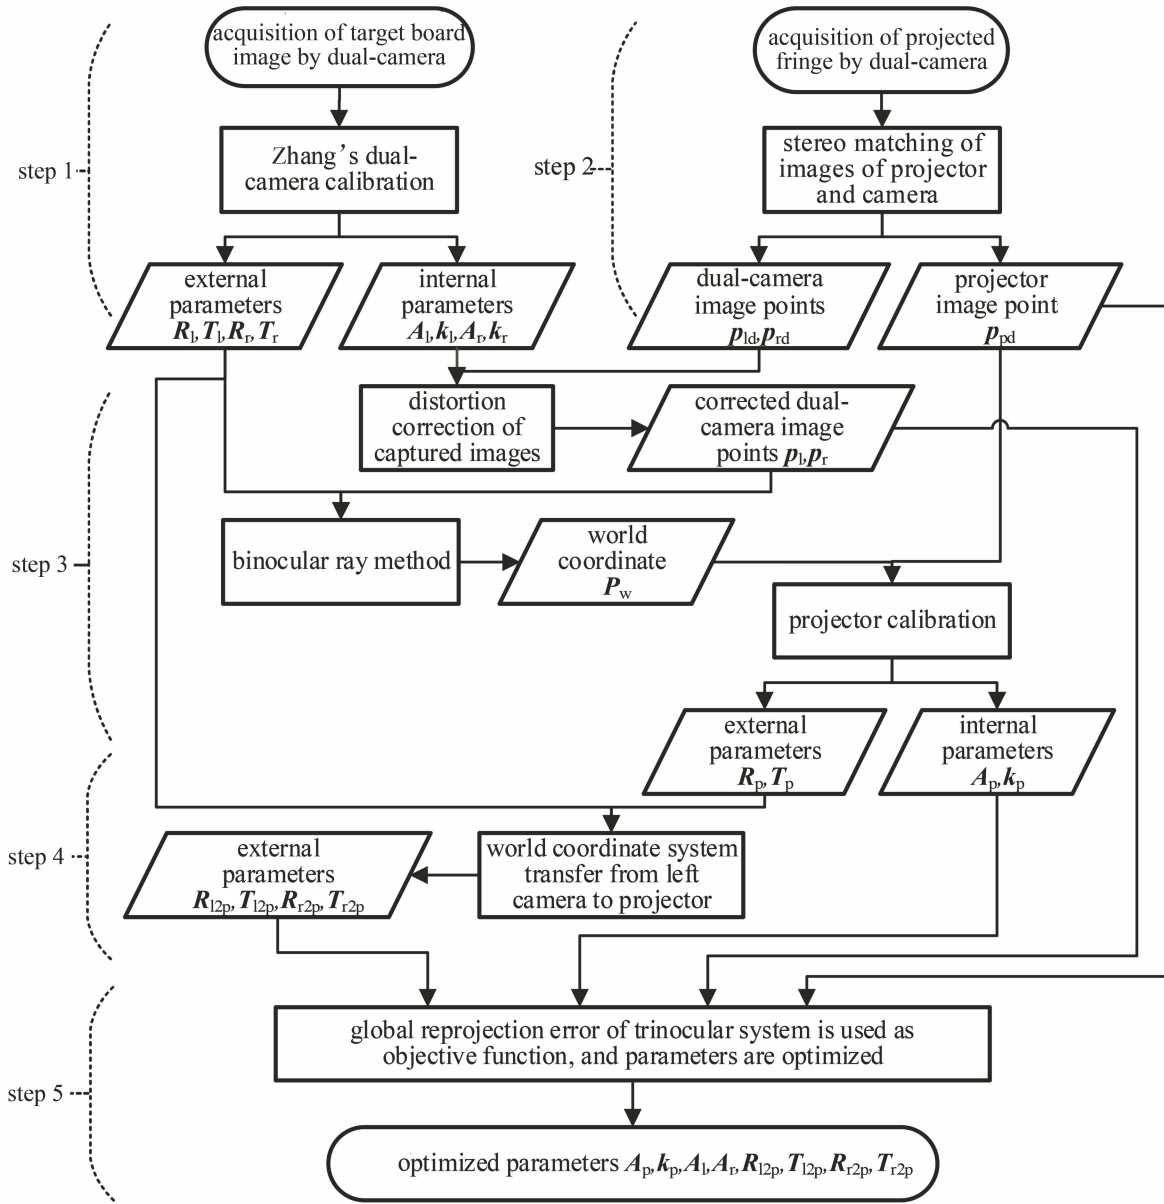 acquisition of target board
image by dual-camera
acquisition of projected
fringe by dual-camera
step 1
Zhang's dual-
camera calibration
step 2
stereo matching of
images of projector
and camera
external
parameters
Rl,Tl,Rr,Tr
internal
parameters
Al,kl,Ar,kr
dual-camera
image points
pld,prd
projector
image point
ppd
step 3
distortion
correction of
captured images
corrected dual-
camera image
points pl,pr
binocular ray method
world
coordinate
Pw
projector calibration
external
parameters
Rp,Tp
internal
parameters
Ap,kp
step 4
external
parameters
Rl2p,Tl2p,Rr2p,Tr2p
world coordinate system
transfer from left
camera to projector
step 5
global reprojection error of trinocular system is used as
objective function, and parameters are optimized
optimized parameters Ap,kp,Al,Ar,Rl2p,Tl2p,Rr2p,Tr2p